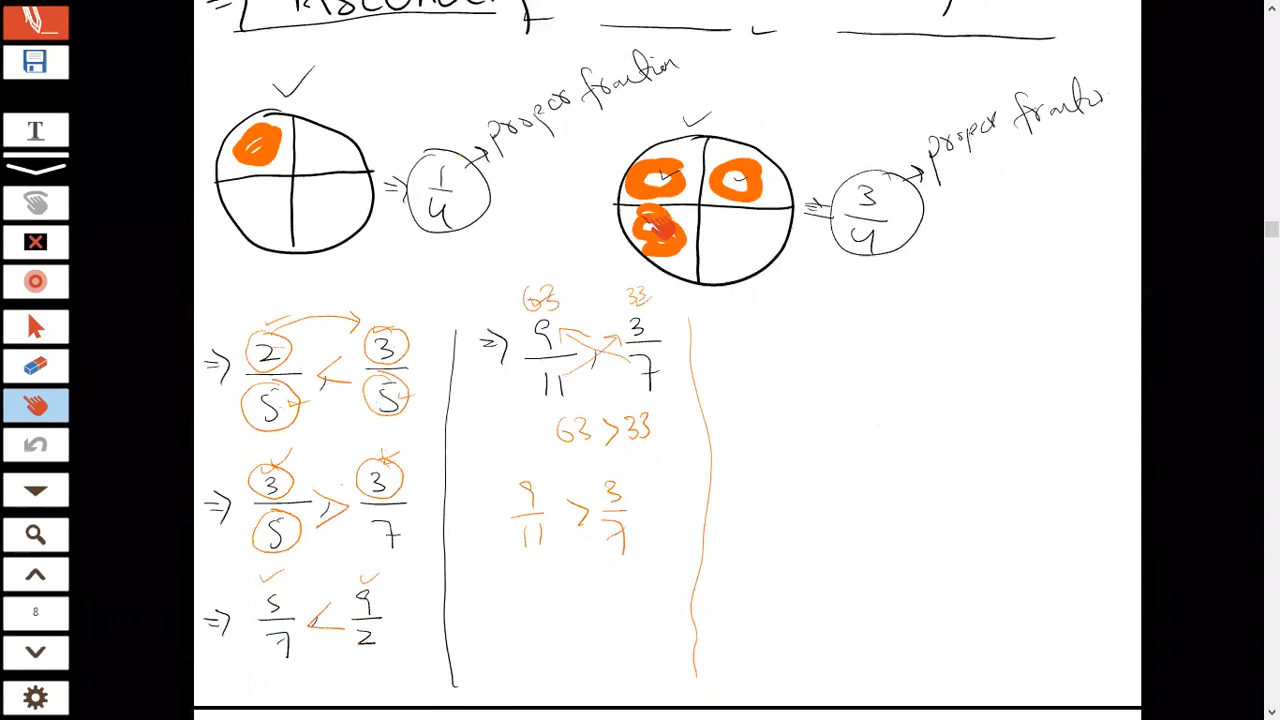 T
8
1/4 proper fraction
3/4 proper fraction
⇒ 2/5 < 3/5
⇒ 3/5 > 3/7
⇒ 5/7 < 9/2
63 33
⇒ 9/11 , 3/7
63 > 33
9/11 > 3/7